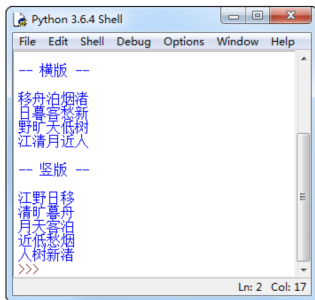 Python 3.6.4 Shell
File Edit Shell Debug Options Window Help
-- 横版 --
移舟泊烟渚
日暮客愁新
野旷天低树
江清月近人
-- 竖版 --
江野日移
清旷暮舟
月天客泊
近低愁烟
人树新渚
>>>
Ln: 2 Col: 17